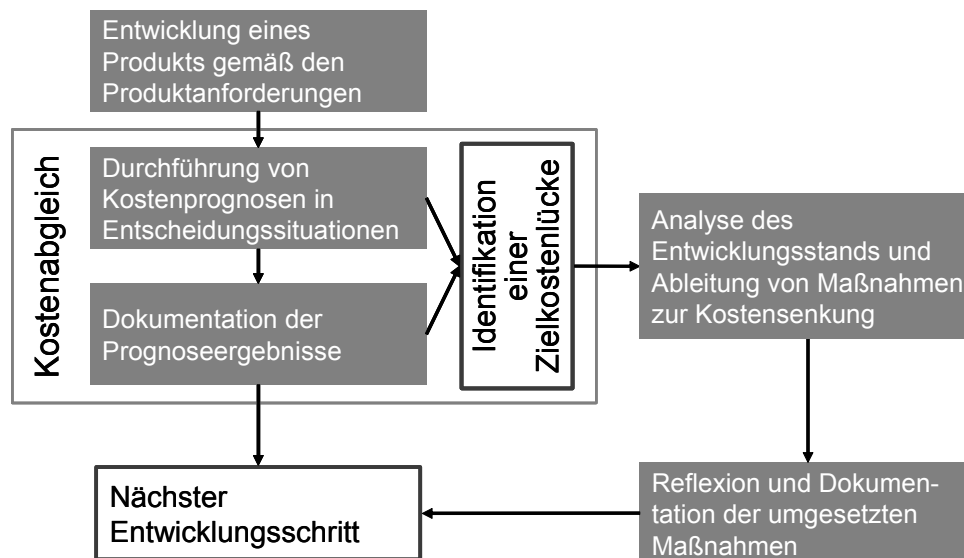 Entwicklung eines
Produkts gemäß den
Produktanforderungen
Kostenabgleich
Durchführung von
Kostenprognosen in
Entscheidungssituationen
Dokumentation der
Prognoseergebnisse
Identifikation
einer
Zielkostenlücke
Analyse des
Entwicklungsstands und
Ableitung von Maßnahmen
zur Kostensenkung
Nächster
Entwicklungsschritt
Reflexion und Dokumen-
tation der umgesetzten
Maßnahmen